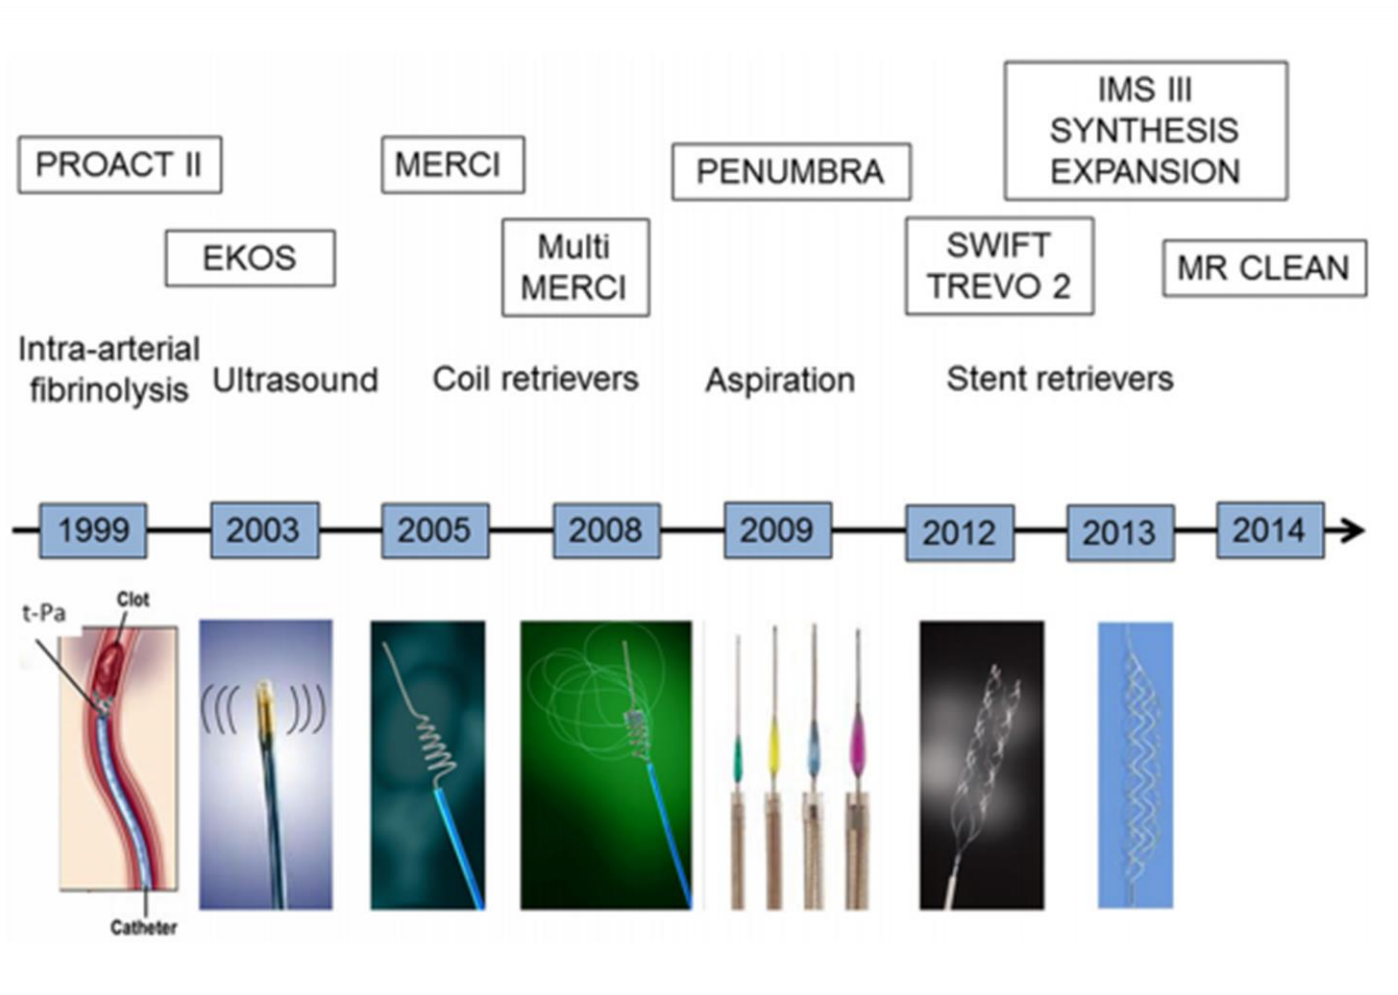 IMS III
SYNTHESIS
EXPANSION
PROACT II
MERCI
PENUMBRA
EKOS
Multi
MERCI
SWIFT
TREVO 2
MR CLEAN
Intra-arterial
fibrinolysis
Ultrasound
Coil retrievers
Aspiration
Stent retrievers
1999
2003
2005
2008
2009
2012
2013
2014
t-Pa
Clot
Catheter